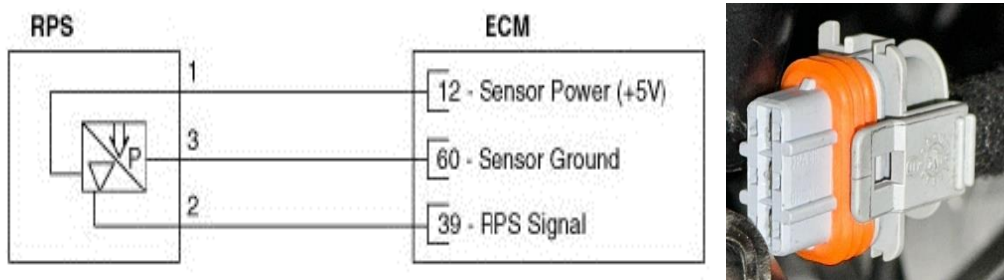 RPS
ECM
1
12 - Sensor Power (+5V)
3
P
60 - Sensor Ground
2
39 - RPS Signal